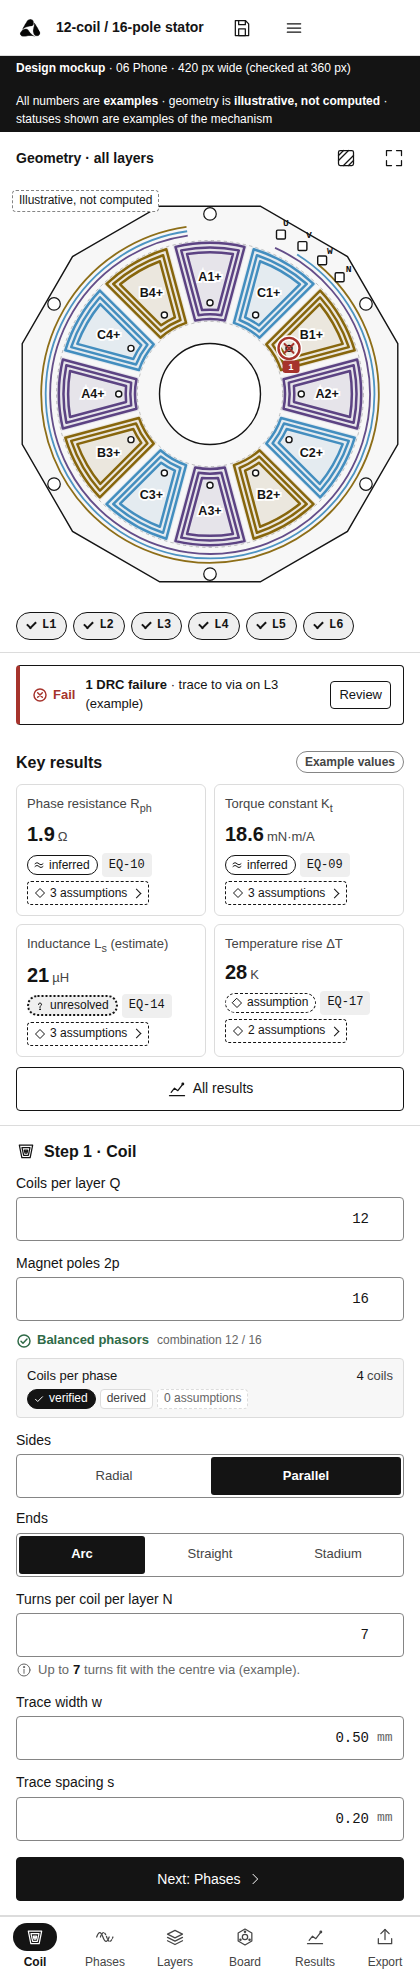 12-coil / 16-pole stator
Design mockup · 06 Phone · 420 px wide (checked at 360 px)
All numbers are examples · geometry is illustrative, not computed ·
statuses shown are examples of the mechanism
Geometry · all layers
Illustrative, not computed
U
V
W
N
A1+
B4+
C1+
C4+
B1+
1
A4+
A2+
B3+
C2+
C3+
B2+
A3+
L1
L2
L3
L4
L5
L6
Fail
1 DRC failure · trace to via on L3
(example)
Review
Key results
Example values
Phase resistance Rph
1.9 Ω
inferred
EQ-10
3 assumptions
Torque constant Kt
18.6 mN·m/A
inferred
EQ-09
3 assumptions
Inductance Ls (estimate)
21 µH
? unresolved
EQ-14
3 assumptions
Temperature rise ΔT
28 K
assumption
EQ-17
2 assumptions
All results
Step 1 · Coil
Coils per layer Q
12
Magnet poles 2p
16
Balanced phasors combination 12 / 16
Coils per phase
4 coils
verified
derived
0 assumptions
Sides
Radial
Parallel
Ends
Arc
Straight
Stadium
Turns per coil per layer N
7
Up to 7 turns fit with the centre via (example).
Trace width w
0.50 mm
Trace spacing s
0.20 mm
Next: Phases
Coil
Phases
Layers
Board
Results
Export